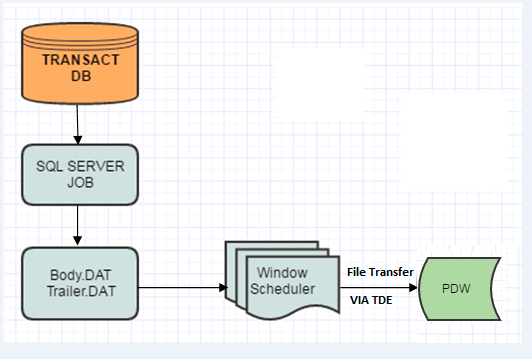 TRANSACT
DB
SQL SERVER
JOB
Body.DAT
Trailer.DAT
Window
Scheduler
File Transfer
VIA TDE
PDW